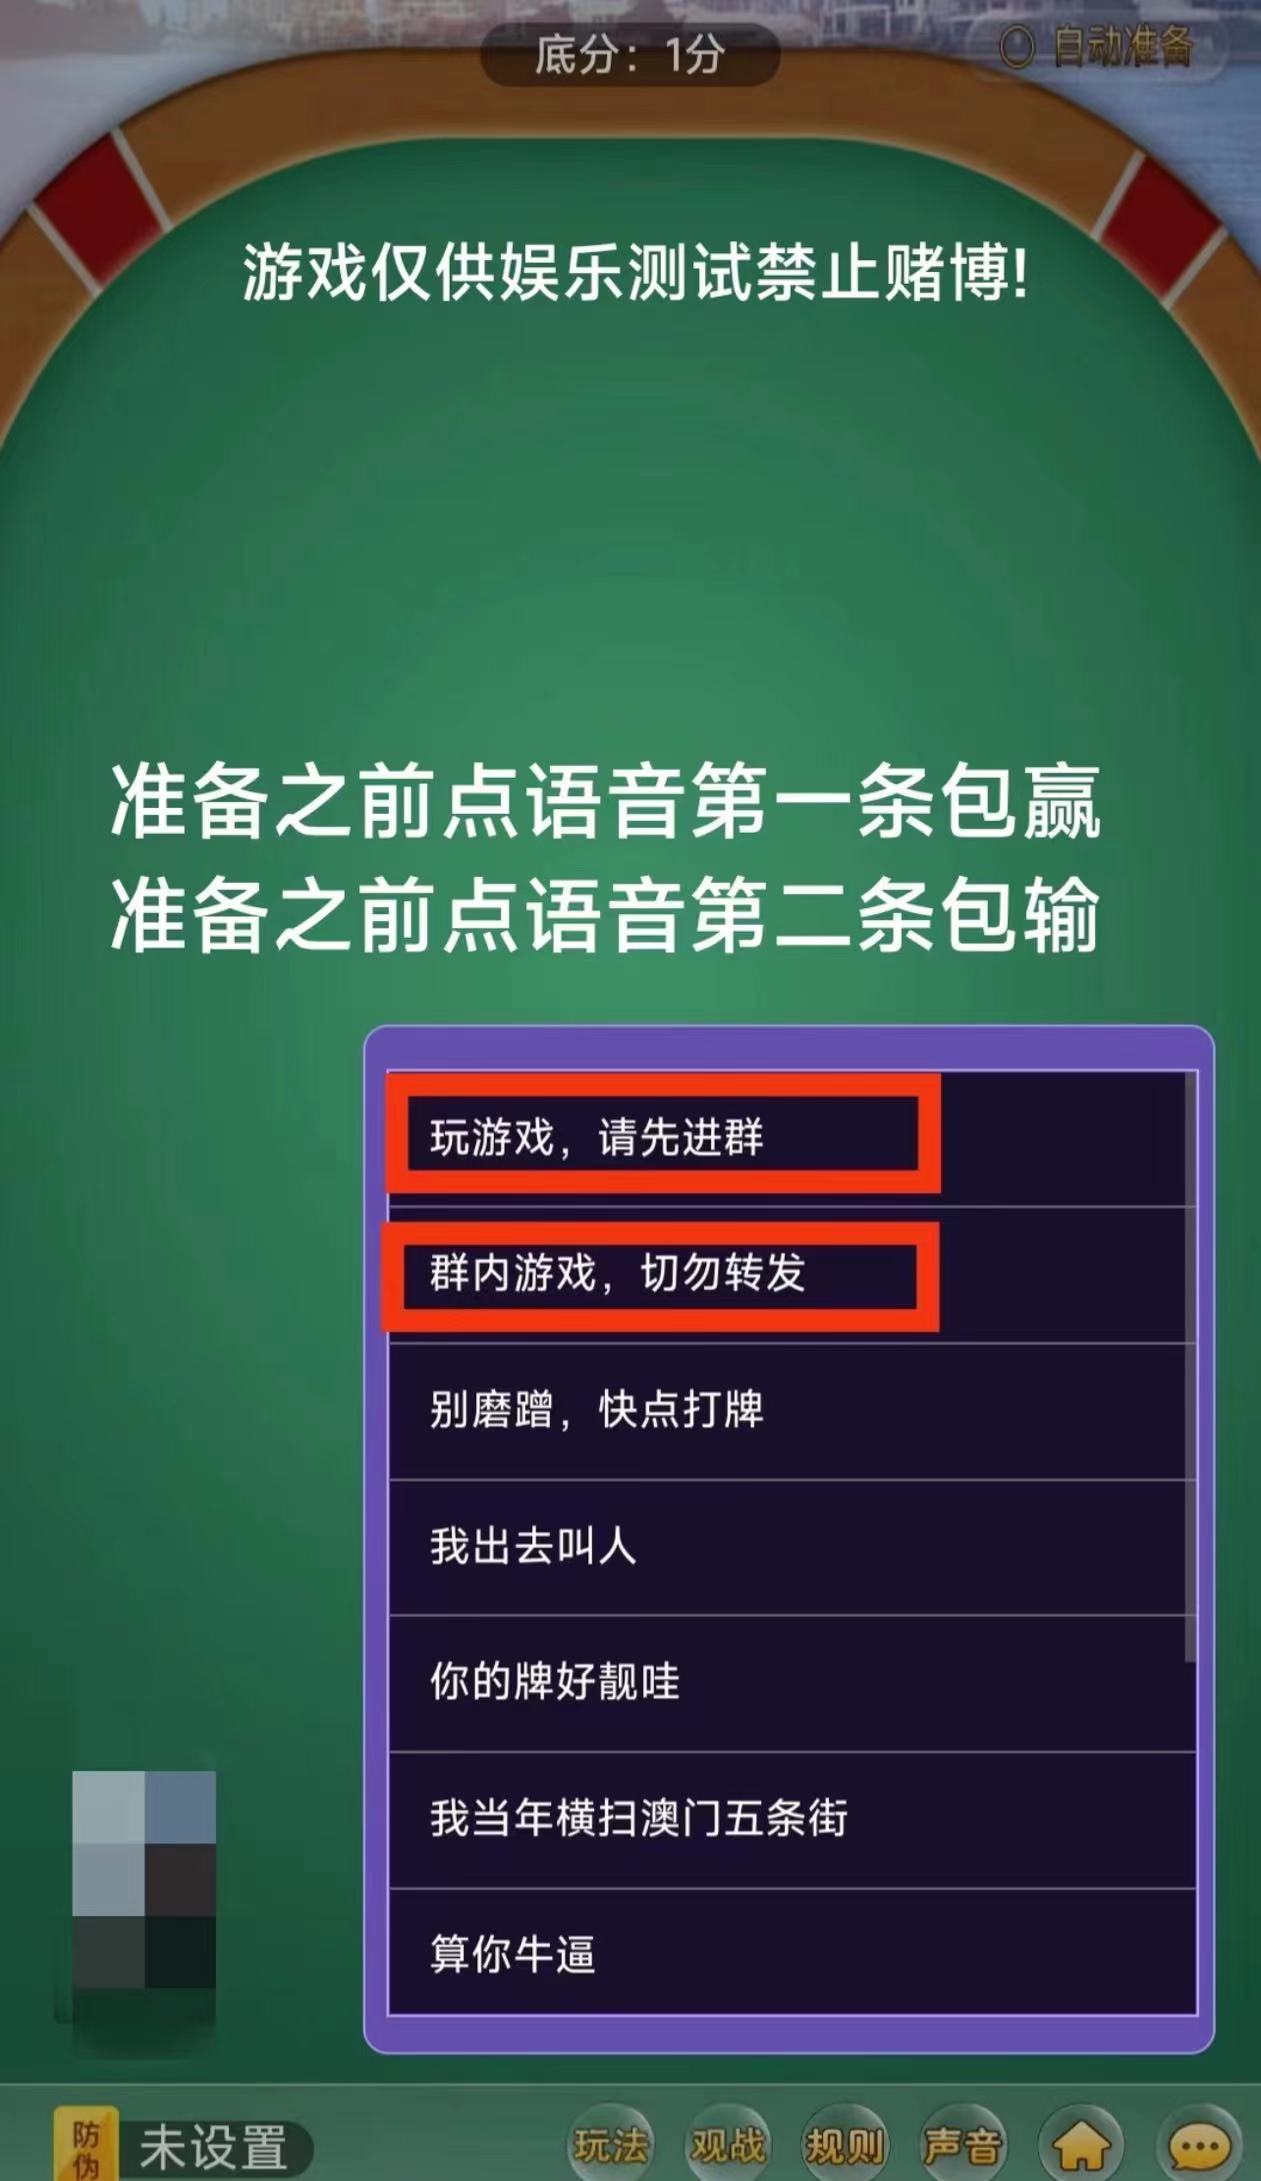 底分：1分
自动准备
游戏仅供娱乐测试禁止赌博!
准备之前点语音第一条包赢
准备之前点语音第二条包输
玩游戏，请先进群
群内游戏，切勿转发
别磨蹭，快点打牌
我出去叫人
你的牌好靓哇
我当年横扫澳门五条街
算你牛逼
防伪
未设置
玩法
观战
规则
声音